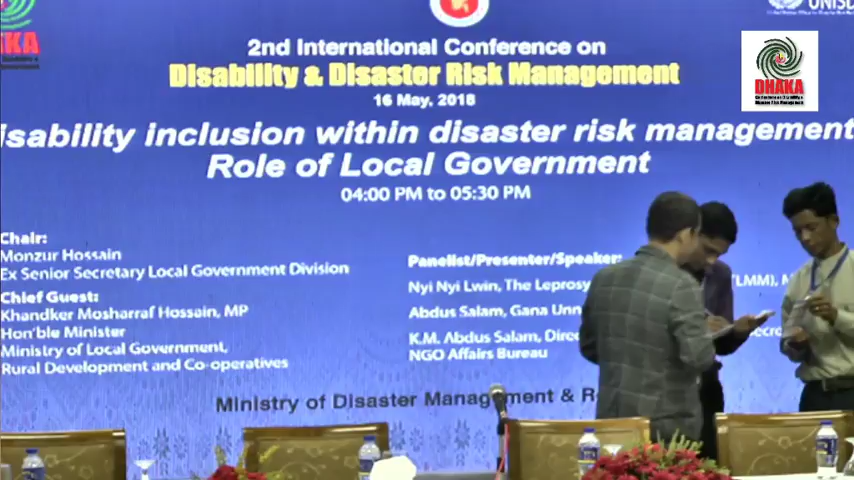 UNISD
DHAKA
2nd International Conference on
Disability & Disaster Risk Management
16 May, 2018
isability inclusion within disaster risk management
Role of Local Government
04:00 PM to 05:30 PM
Chair:
Monzur Hossain
Ex Senior Secretary Local Government Division
Chief Guest:
Khandker Mosharraf Hossain, MP
Hon'ble Minister
Ministry of Local Government,
Rural Development and Co-operatives
Panelist/Presenter/Speaker:
Nyi Nyi Lwin, The Leprosy TLMM), M
Abdus Salam, Gana Unn
K.M. Abdus Salam, Direc Secre
NGO Affairs Bureau
Ministry of Disaster Management & R